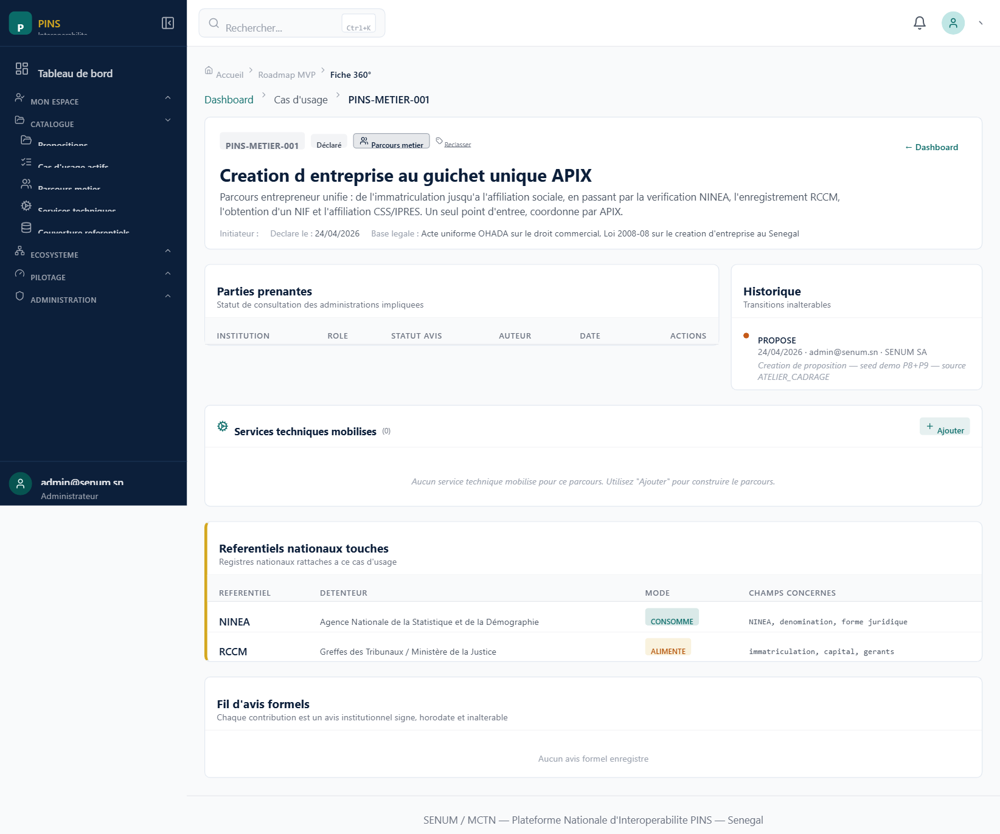 P
PINS
Interoperabilite
Tableau de bord
MON ESPACE
CATALOGUE
Propositions
Cas d'usage actifs
Parcours metier
Services techniques
Couverture referentiels
ECOSYSTEME
PILOTAGE
ADMINISTRATION
admin@senum.sn
Administrateur
Rechercher...
Ctrl+K
Accueil > Roadmap MVP > Fiche 360°
Dashboard > Cas d'usage > PINS-METIER-001
PINS-METIER-001 Déclaré Parcours metier Reclasser
← Dashboard
Creation d entreprise au guichet unique APIX
Parcours entrepreneur unifie : de l'immatriculation jusqu'a l'affiliation sociale, en passant par la verification NINEA, l'enregistrement RCCM,
l'obtention d'un NIF et l'affiliation CSS/IPRES. Un seul point d'entree, coordonne par APIX.
Initiateur : Declare le : 24/04/2026 Base legale : Acte uniforme OHADA sur le droit commercial, Loi 2008-08 sur le creation d'entreprise au Senegal
Parties prenantes
Statut de consultation des administrations impliquees
INSTITUTION ROLE STATUT AVIS AUTEUR DATE ACTIONS
Historique
Transitions inalterables
PROPOSE
24/04/2026 · admin@senum.sn · SENUM SA
Creation de proposition — seed demo P8+P9 — source
ATELIER_CADRAGE
Services techniques mobilises (0)
+ Ajouter
Aucun service technique mobilise pour ce parcours. Utilisez "Ajouter" pour construire le parcours.
Referentiels nationaux touches
Registres nationaux rattaches a ce cas d'usage
REFERENTIEL DETENTEUR MODE CHAMPS CONCERNES
NINEA Agence Nationale de la Statistique et de la Démographie CONSOMME NINEA, denomination, forme juridique
RCCM Greffes des Tribunaux / Ministère de la Justice ALIMENTE immatriculation, capital, gerants
Fil d'avis formels
Chaque contribution est un avis institutionnel signe, horodate et inalterable
Aucun avis formel enregistre
SENUM / MCTN — Plateforme Nationale d'Interoperabilite PINS — Senegal